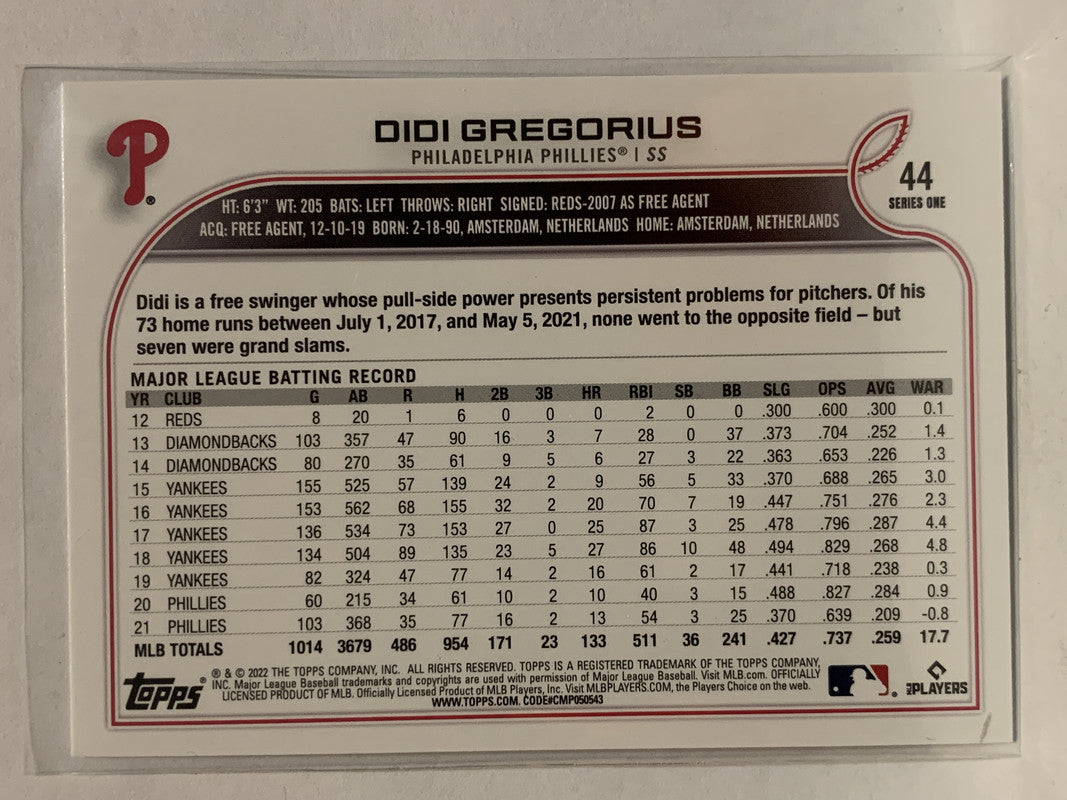 P®
DIDI GREGORIUS
PHILADELPHIA PHILLIES® | SS
44
SERIES ONE
HT: 6'3" WT: 205 BATS: LEFT THROWS: RIGHT SIGNED: REDS-2007 AS FREE AGENT
ACQ: FREE AGENT, 12-10-19 BORN: 2-18-90, AMSTERDAM, NETHERLANDS HOME: AMSTERDAM, NETHERLANDS
Didi is a free swinger whose pull-side power presents persistent problems for pitchers. Of his
73 home runs between July 1, 2017, and May 5, 2021, none went to the opposite field – but
seven were grand slams.
MAJOR LEAGUE BATTING RECORD
YR CLUB G AB R H 2B 3B HR RBI SB BB SLG OPS AVG WAR
12 REDS 8 20 1 6 0 0 0 2 0 0 .300 .600 .300 0.1
13 DIAMONDBACKS 103 357 47 90 16 3 7 28 0 37 .373 .704 .252 1.4
14 DIAMONDBACKS 80 270 35 61 9 5 6 27 3 22 .363 .653 .226 1.3
15 YANKEES 155 525 57 139 24 2 9 56 5 33 .370 .688 .265 3.0
16 YANKEES 153 562 68 155 32 2 20 70 7 19 .447 .751 .276 2.3
17 YANKEES 136 534 73 153 27 0 25 87 3 25 .478 .796 .287 4.4
18 YANKEES 134 504 89 135 23 5 27 86 10 48 .494 .829 .268 4.8
19 YANKEES 82 324 47 77 14 2 16 61 2 17 .441 .718 .238 0.3
20 PHILLIES 60 215 34 61 10 2 10 40 3 15 .488 .827 .284 0.9
21 PHILLIES 103 368 35 77 16 2 13 54 3 25 .370 .639 .209 -0.8
MLB TOTALS 1014 3679 486 954 171 23 133 511 36 241 .427 .737 .259 17.7
topps®
® & © 2022 THE TOPPS COMPANY, INC. ALL RIGHTS RESERVED. TOPPS IS A REGISTERED TRADEMARK OF THE TOPPS COMPANY,
INC. Major League Baseball trademarks and copyrights are used with permission of Major League Baseball. Visit MLB.com. OFFICIALLY
LICENSED PRODUCT OF MLB. Officially Licensed Product of MLB Players, Inc. Visit MLBPLAYERS.COM, the Players Choice on the web.
WWW.TOPPS.COM. CODE#CMP050543
MLB PLAYERS